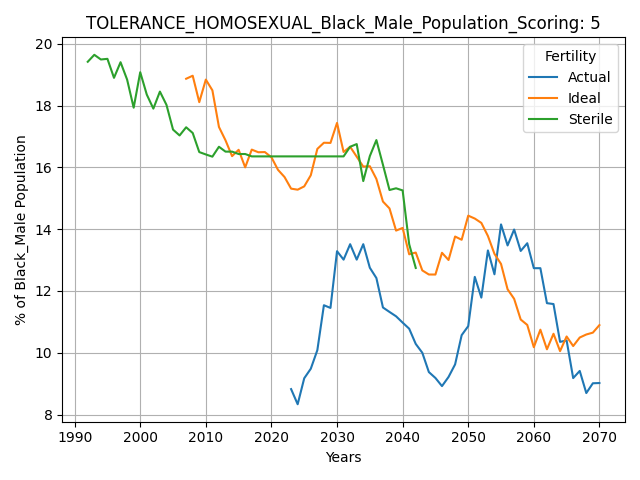 TOLERANCE_HOMOSEXUAL_Black_Male_Population_Scoring: 5
Fertility
Actual
Ideal
Sterile
% of Black_Male Population
20
18
16
14
12
10
8
1990
2000
2010
2020
2030
2040
2050
2060
2070
Years